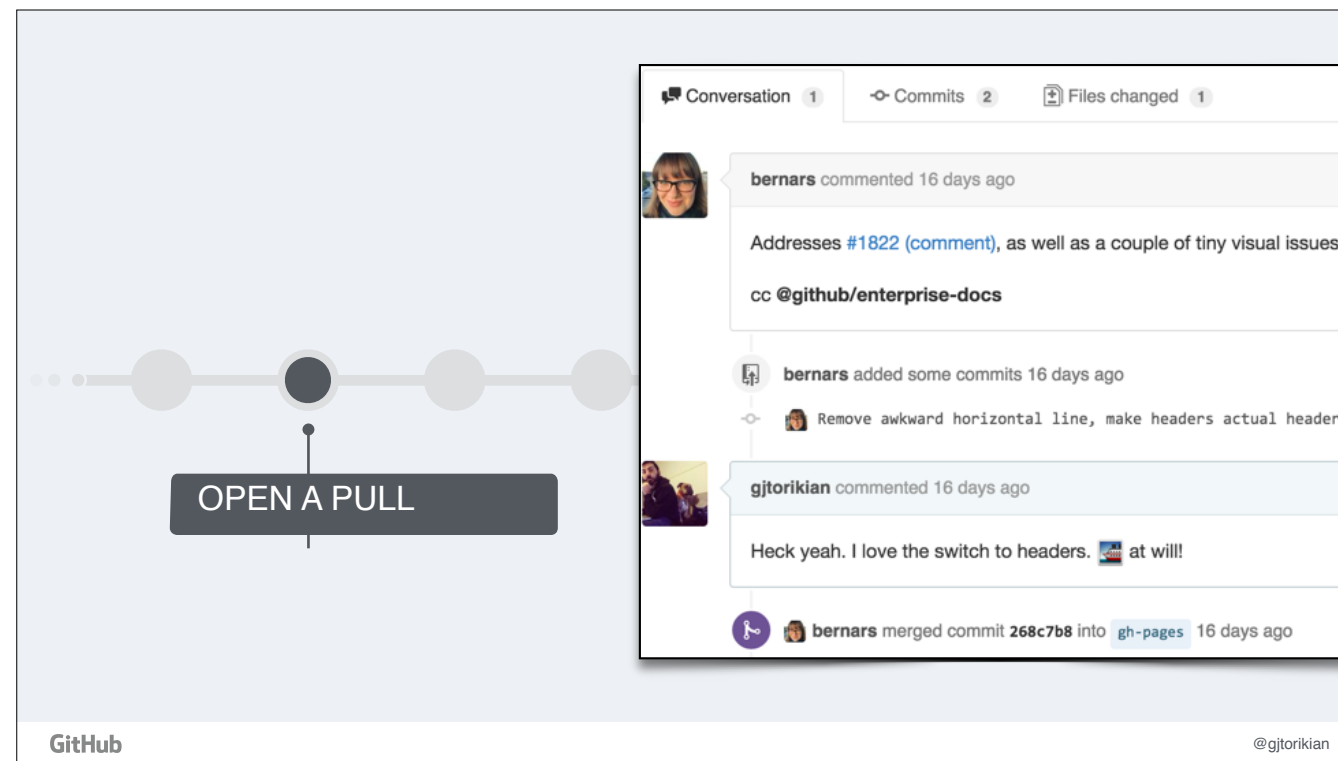 Conversation 1 Commits 2 Files changed 1
bernars commented 16 days ago
Addresses #1822 (comment), as well as a couple of tiny visual issues
cc @github/enterprise-docs
bernars added some commits 16 days ago
Remove awkward horizontal line, make headers actual header
gjtorikian commented 16 days ago
OPEN A PULL
Heck yeah. I love the switch to headers. at will!
bernars merged commit 268c7b8 into gh-pages 16 days ago
GitHub
@gjtorikian